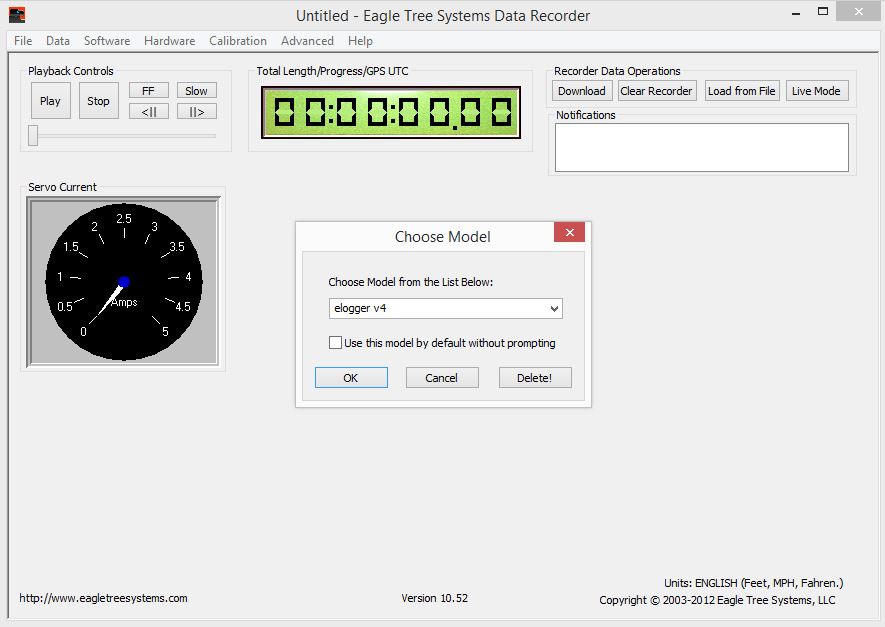 Untitled - Eagle Tree Systems Data Recorder
File Data Software Hardware Calibration Advanced Help
Playback Controls
Play
Stop
FF
Slow
<||
||>
Total Length/Progress/GPS UTC
00:00:00.00
Recorder Data Operations
Download
Clear Recorder
Load from File
Live Mode
Notifications
Servo Current
0
0.5
1
1.5
2
2.5
3
3.5
4
4.5
5
Amps
Choose Model
Choose Model from the List Below:
elogger v4
Use this model by default without prompting
OK
Cancel
Delete!
http://www.eagletreesystems.com
Version 10.52
Units: ENGLISH (Feet, MPH, Fahren.)
Copyright © 2003-2012 Eagle Tree Systems, LLC